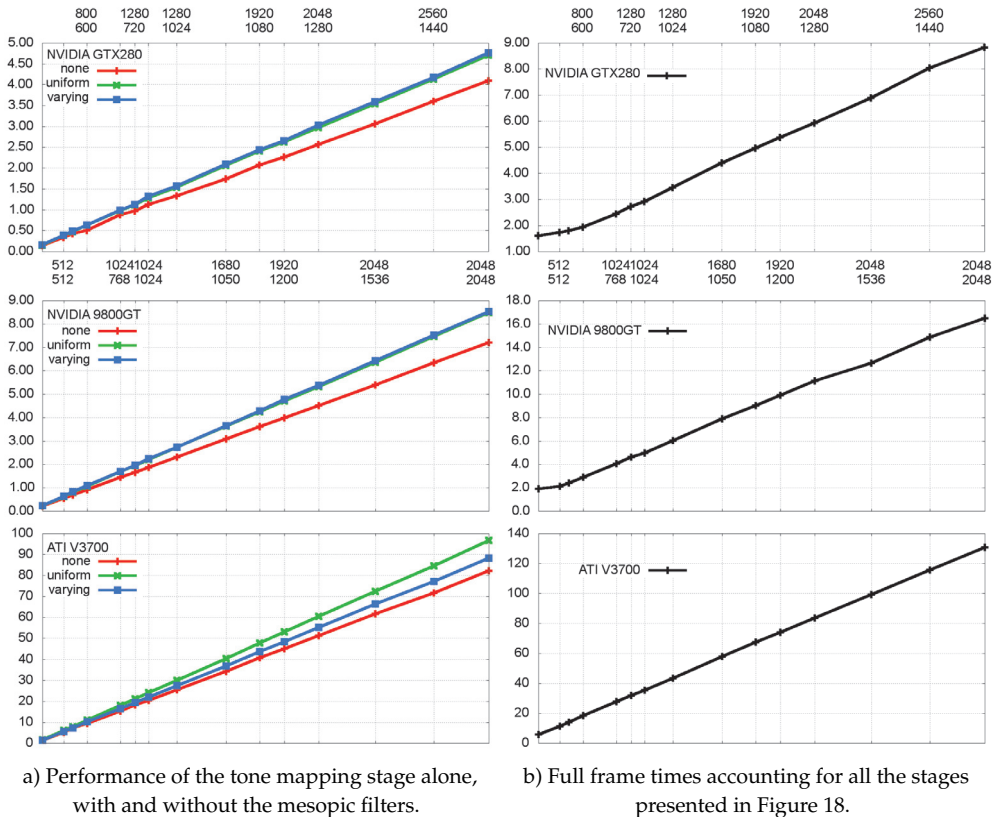 800 1280 1280 1920 2048 2560
600 720 1024 1080 1280 1440
5.00
4.50
4.00
3.50
3.00
2.50
2.00
1.50
1.00
0.50
0.00
NVIDIA GTX280
none
uniform
varying
512 1024 1024 1680 1920 2048 2048
512 768 1024 1050 1200 1536 2048
9.00
8.00
7.00
6.00
5.00
4.00
3.00
2.00
1.00
0.00
NVIDIA 9800GT
none
uniform
varying
100
90
80
70
60
50
40
30
20
10
0
ATI V3700
none
uniform
varying
a) Performance of the tone mapping stage alone,
with and without the mesopic filters.
800 1280 1280 1920 2048 2560
600 720 1024 1080 1280 1440
9.00
8.00
7.00
6.00
5.00
4.00
3.00
2.00
1.00
NVIDIA GTX280
512 1024 1024 1680 1920 2048 2048
512 768 1024 1050 1200 1536 2048
18.0
16.0
14.0
12.0
10.0
8.0
6.0
4.0
2.0
0.0
NVIDIA 9800GT
140
120
100
80
60
40
20
0
ATI V3700
b) Full frame times accounting for all the stages
presented in Figure 18.